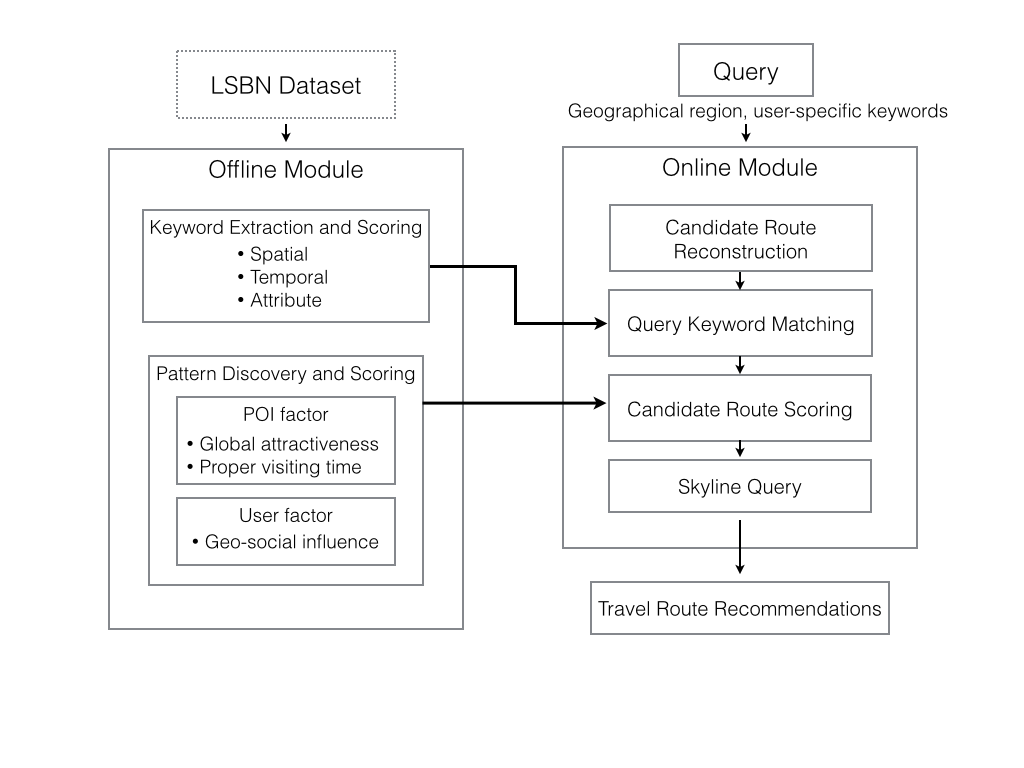 LSBN Dataset
Offline Module
Keyword Extraction and Scoring
• Spatial
• Temporal
• Attribute
Pattern Discovery and Scoring
POI factor
• Global attractiveness
• Proper visiting time
User factor
• Geo-social influence
Query
Geographical region, user-specific keywords
Online Module
Candidate Route
Reconstruction
Query Keyword Matching
Candidate Route Scoring
Skyline Query
Travel Route Recommendations